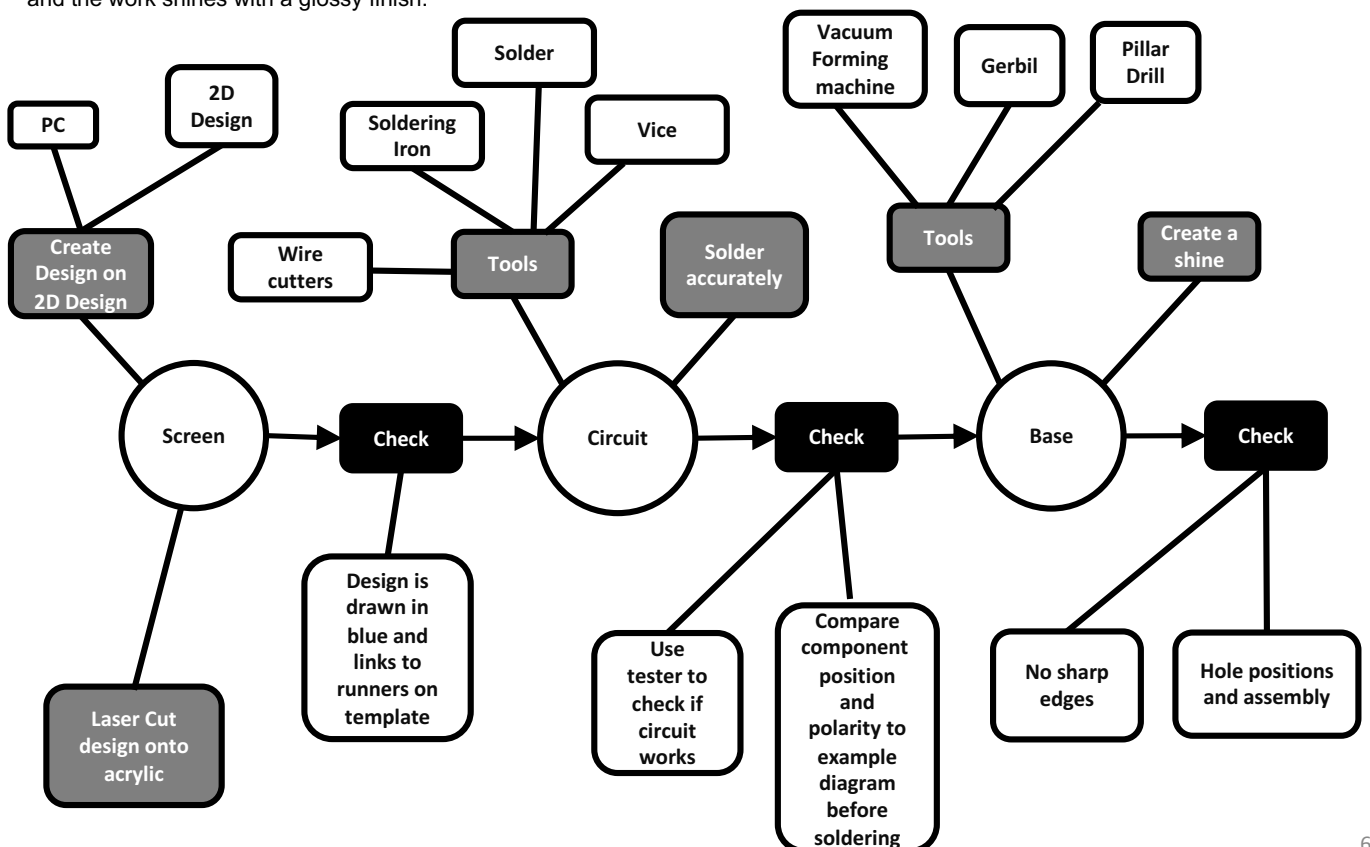 and the work shines with a glossy finish.
PC
2D
Design
Create
Design on
2D Design
Solder
Soldering
Iron
Vice
Wire
cutters
Tools
Solder
accurately
Vacuum
Forming
machine
Gerbil
Pillar
Drill
Tools
Create a
shine
Screen
Check
Circuit
Check
Base
Check
Laser Cut
design onto
acrylic
Design is
drawn in
blue and
links to
runners on
template
Use
tester to
check if
circuit
works
Compare
component
position
and
polarity to
example
diagram
before
soldering
No sharp
edges
Hole positions
and assembly
6